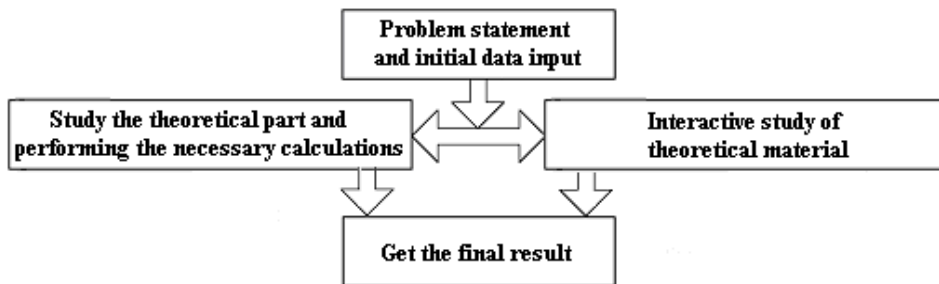 Problem statement
and initial data input
Study the theoretical part and
performing the necessary calculations
Interactive study of
theoretical material
Get the final result